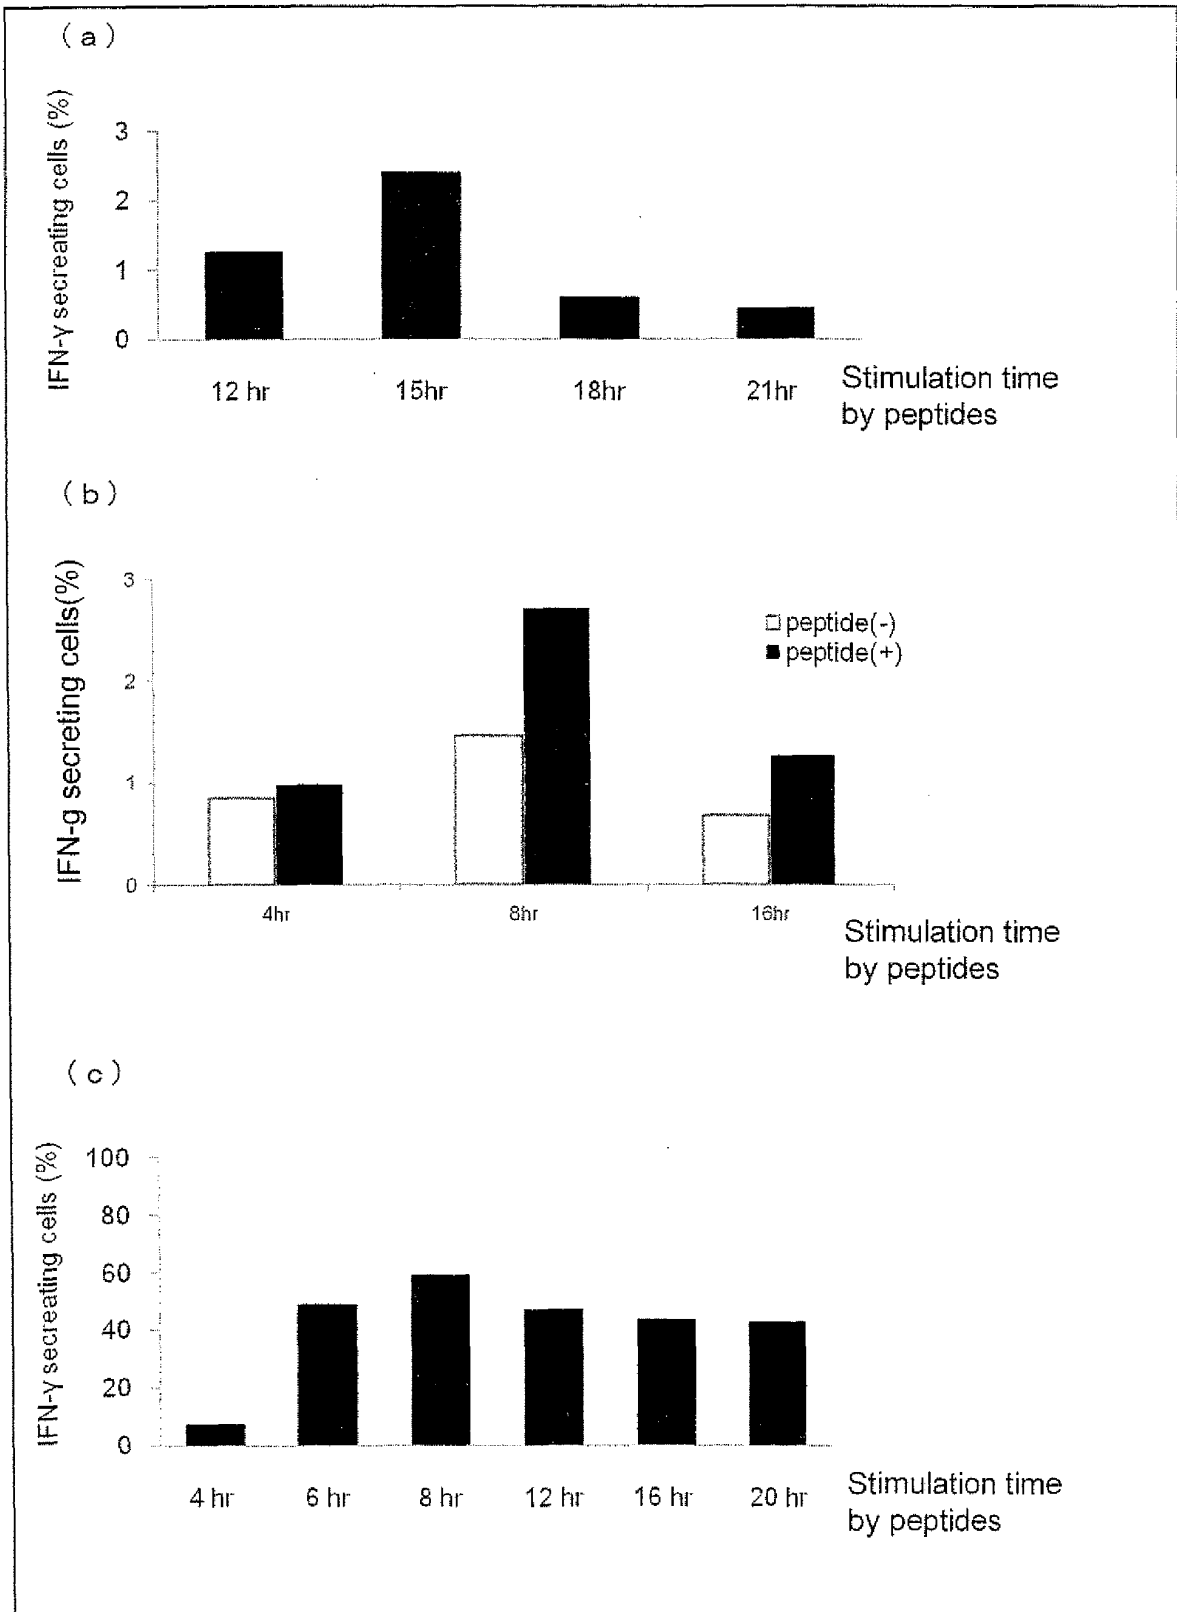 (a)
IFN-γ secreating cells (%)
3
2
1
0
12 hr 15hr 18hr 21hr
Stimulation time
by peptides
(b)
IFN-g secreting cells(%)
3
2
1
0
peptide(-)
peptide(+)
4hr 8hr 16hr
Stimulation time
by peptides
(c)
IFN-γ secreating cells (%)
100
80
60
40
20
0
4 hr 6 hr 8 hr 12 hr 16 hr 20 hr
Stimulation time
by peptides